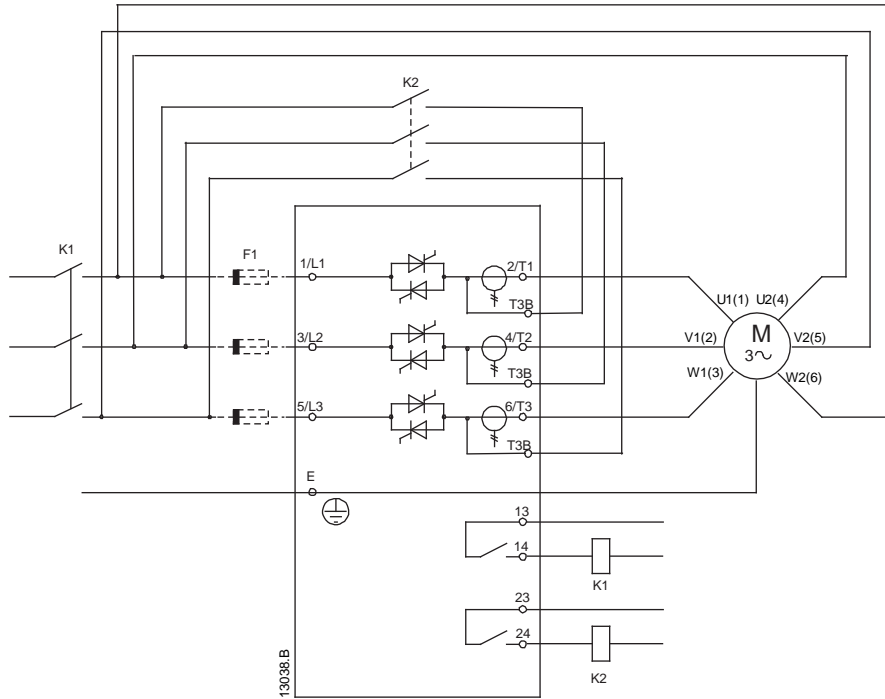 K2
K1
F1
1/L1
2/T1
T3B
U1(1) U2(4)
3/L2
4/T2
T3B
V1(2)
M
3~
V2(5)
W1(3)
W2(6)
5/L3
6/T3
T3B
E
13
14
K1
23
24
K2
13038.B